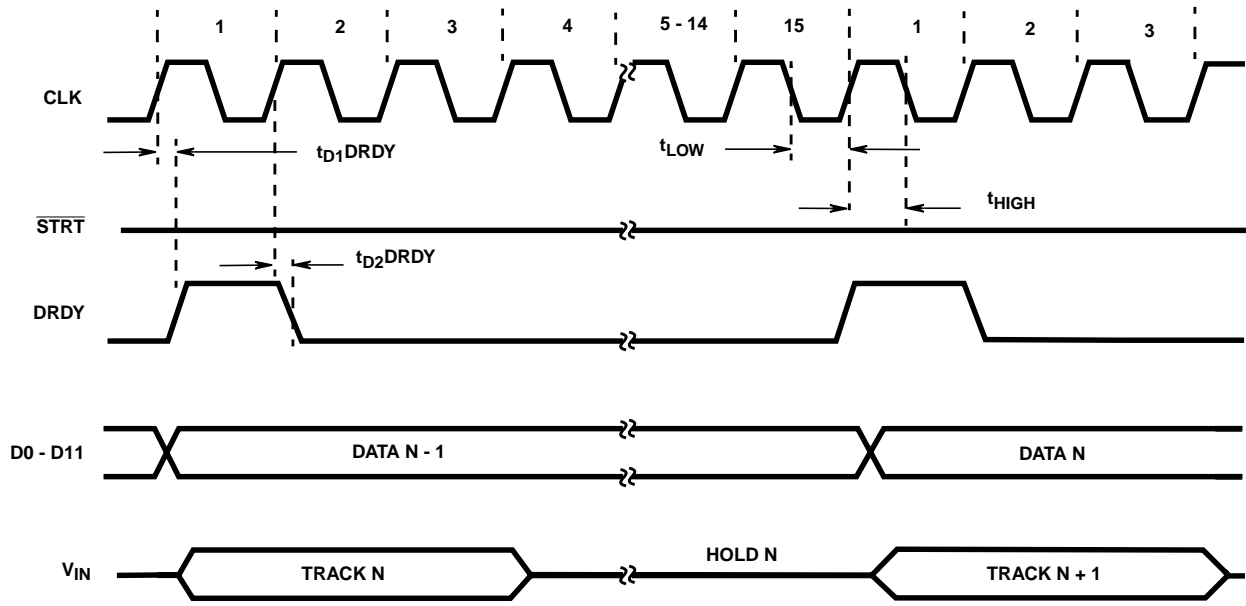 1 2 3 4 5 - 14 15 1 2 3
CLK
tD1DRDY
tLOW
tHIGH
STRT
tD2DRDY
DRDY
D0 - D11
DATA N - 1
DATA N
HOLD N
VIN
TRACK N
TRACK N + 1